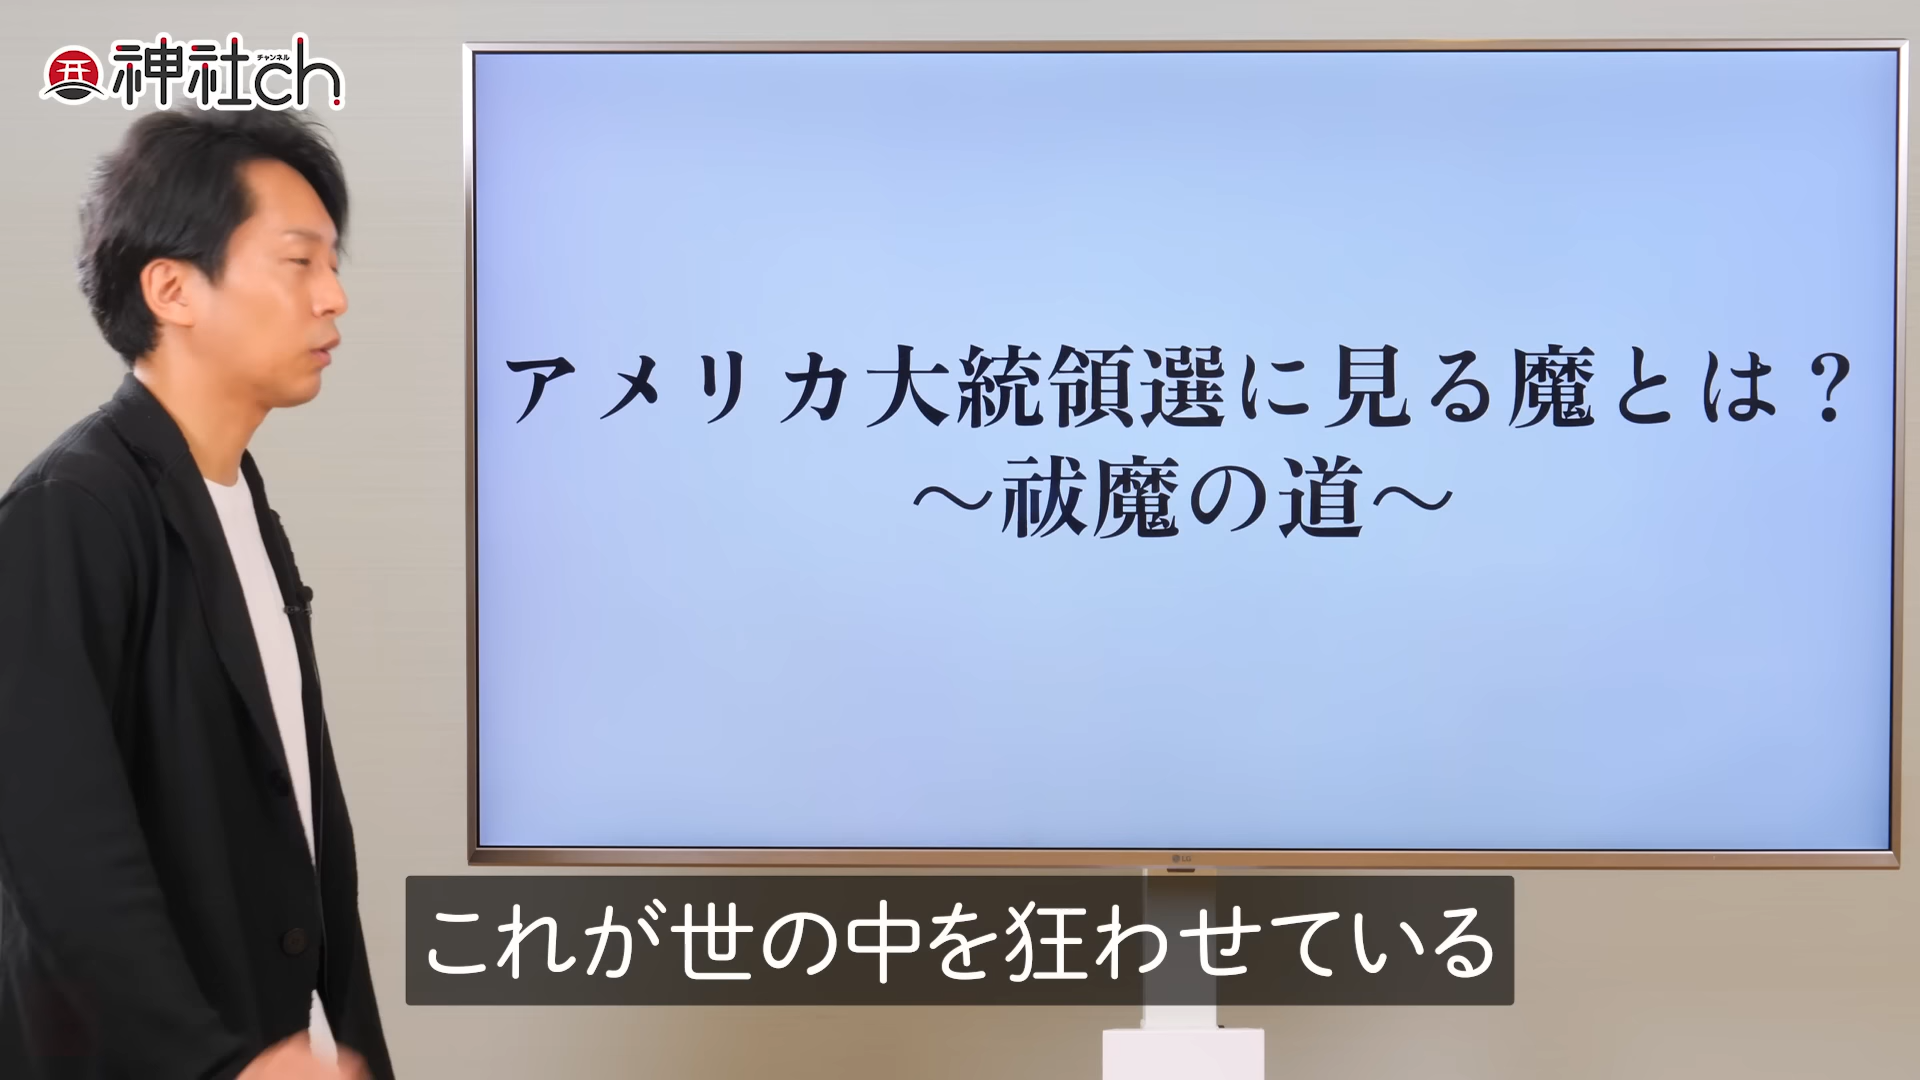 神社ch
チャンネル
アメリカ大統領選に見る魔とは？
～祓魔の道～
LG
これが世の中を狂わせている